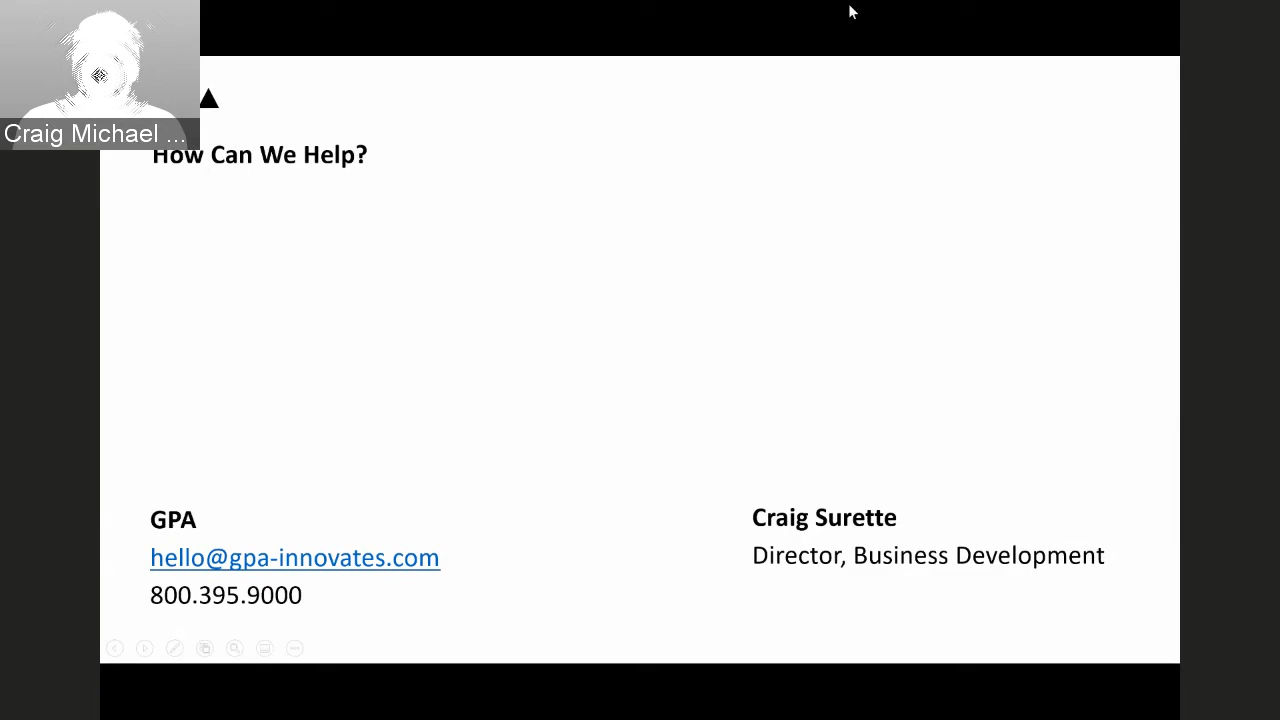 Craig Michael ...
How Can We Help?
GPA
hello@gpa-innovates.com
800.395.9000
Craig Surette
Director, Business Development